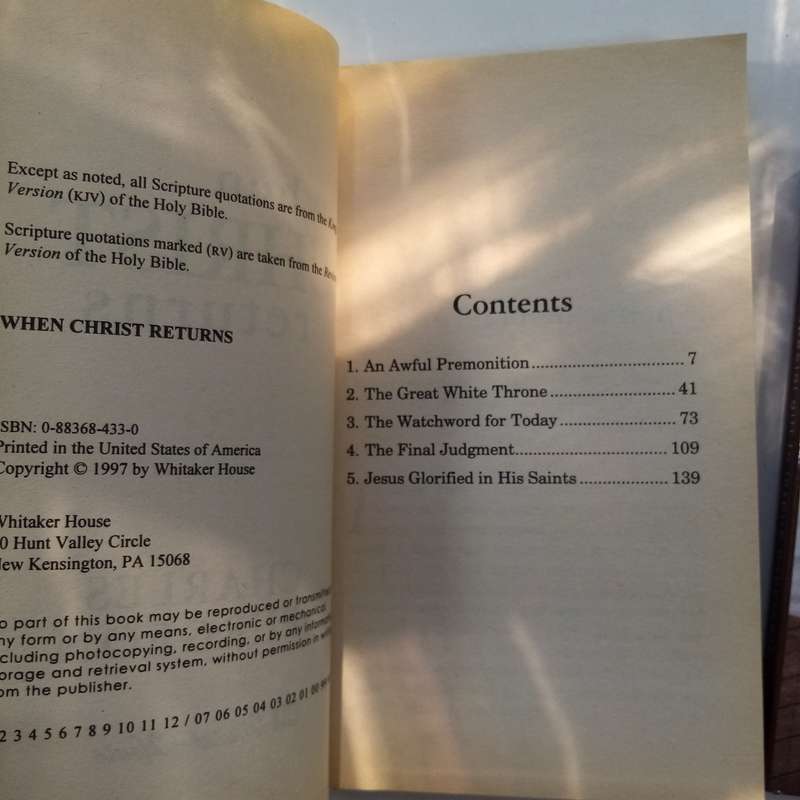 Except as noted, all Scripture quotations are from the
Version (KJV) of the Holy Bible.
Scripture quotations marked (RV) are taken from the
Version of the Holy Bible.
WHEN CHRIST RETURNS
ISBN: 0-88368-433-0
Printed in the United States of America
Copyright © 1997 by Whitaker House
Whitaker House
0 Hunt Valley Circle
New Kensington, PA 15068
o part of this book may be reproduced or transmitted
ny form or by any means, electronic or mechanical
cluding photocopying, recording, or by any
orage and retrieval system, without permission in
om the publisher.
2 3 4 5 6 7 8 9 10 11 12 / 07 06 05 04 03 02 01 00
Contents
1. An Awful Premonition.................................. 7
2. The Great White Throne............................ 41
3. The Watchword for Today.......................... 73
4. The Final Judgment.................................. 109
5. Jesus Glorified in His Saints.................... 139